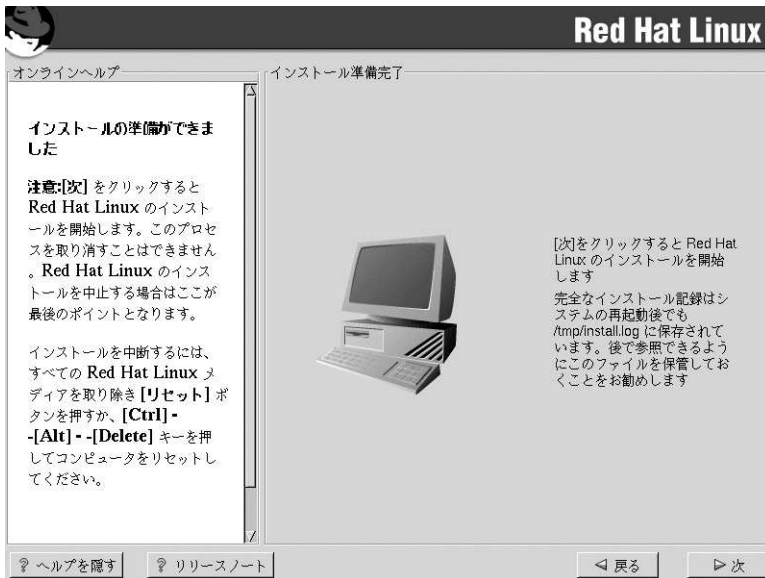 Red Hat Linux
オンラインヘルプ
インストールの準備ができま
した
注意:[次] をクリックすると
Red Hat Linux のインスト
ールを開始します。このプロセ
スを取り消すことはできません
。Red Hat Linux のインス
トールを中止する場合はここが
最後のポイントとなります。
インストールを中断するには、
すべての Red Hat Linux メ
ディアを取り除き [リセット] ボ
タンを押すか、[Ctrl] -
-[Alt] - -[Delete] キーを押
してコンピュータをリセットし
てください。
インストール準備完了
[次]をクリックすると Red Hat
Linux のインストールを開始
します
完全なインストール記録はシ
ステムの再起動後でも
/tmp/install.log に保存されて
います。後で参照できるよう
にこのファイルを保管してお
くことをお勧めします
? ヘルプを隠す
? リリースノート
戻る
次